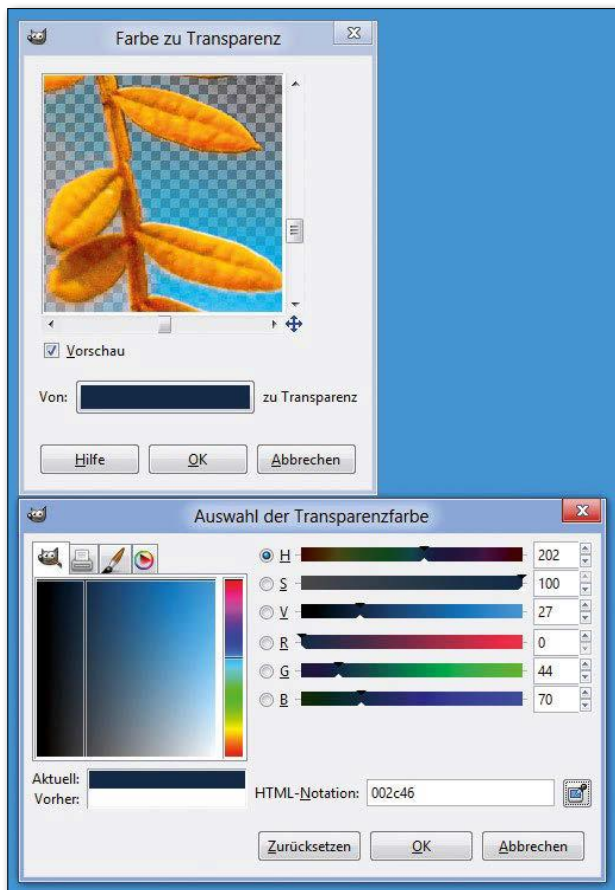 Farbe zu Transparenz
Vorschau
Von: zu Transparenz
Hilfe OK Abbrechen
Auswahl der Transparenzfarbe
H 202
S 100
V 27
R 0
G 44
B 70
Aktuell:
Vorher:
HTML-Notation: 002c46
Zurücksetzen OK Abbrechen